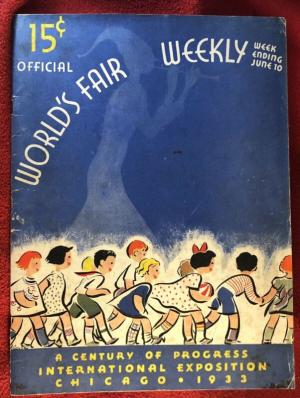 15¢
OFFICIAL
WORLD'S FAIR
WEEKLY
WEEK
ENDING
JUNE 10
A CENTURY OF PROGRESS
INTERNATIONAL EXPOSITION
CHICAGO • 1933